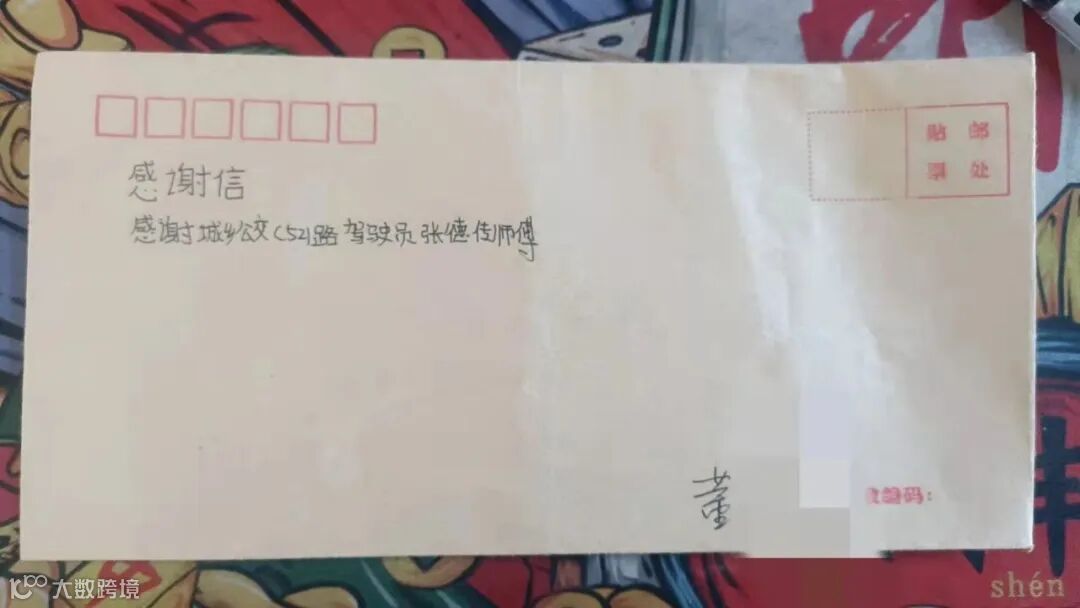 贴 邮
票 处
感谢信
感谢城乡公交C521路驾驶员张德佳师傅
董
政编码:
大数跨境
shén